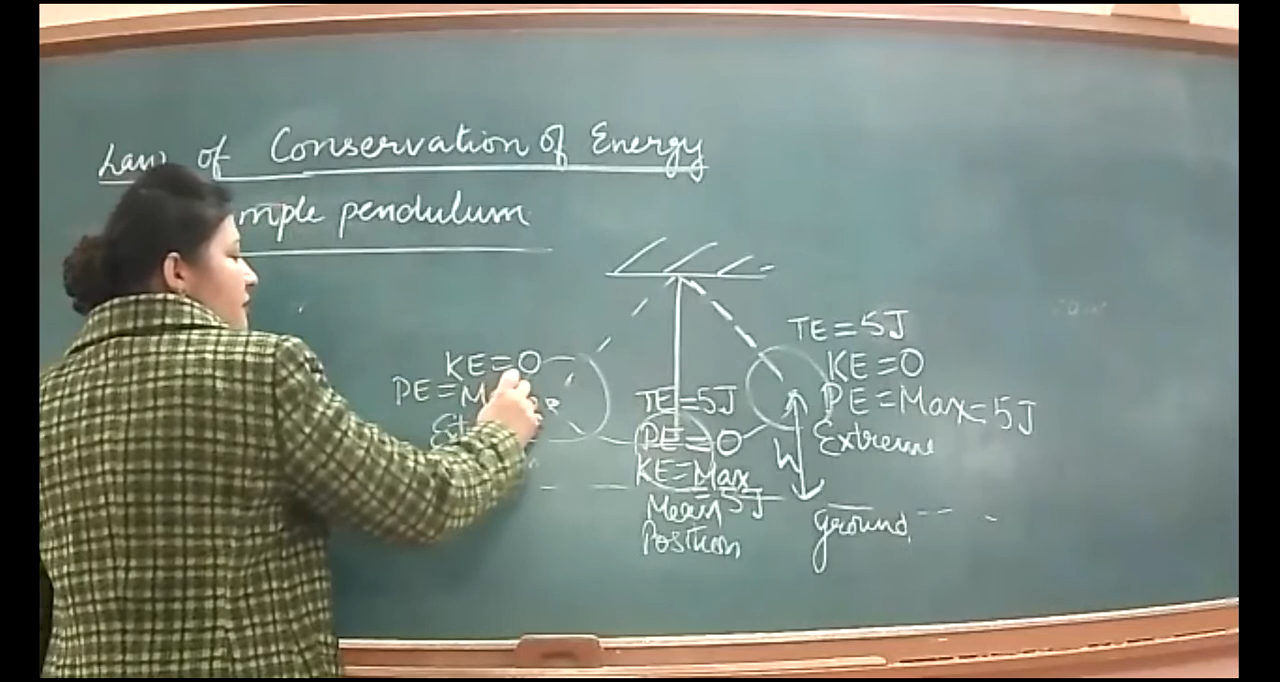 Law of Conservation of Energy
mple pendulum
KE=0
PE=M
TE=5J
PE=0
KE=Max
=5J
Mean
Position
TE=5J
KE=0
PE=Max=5J
Extreme
h
ground